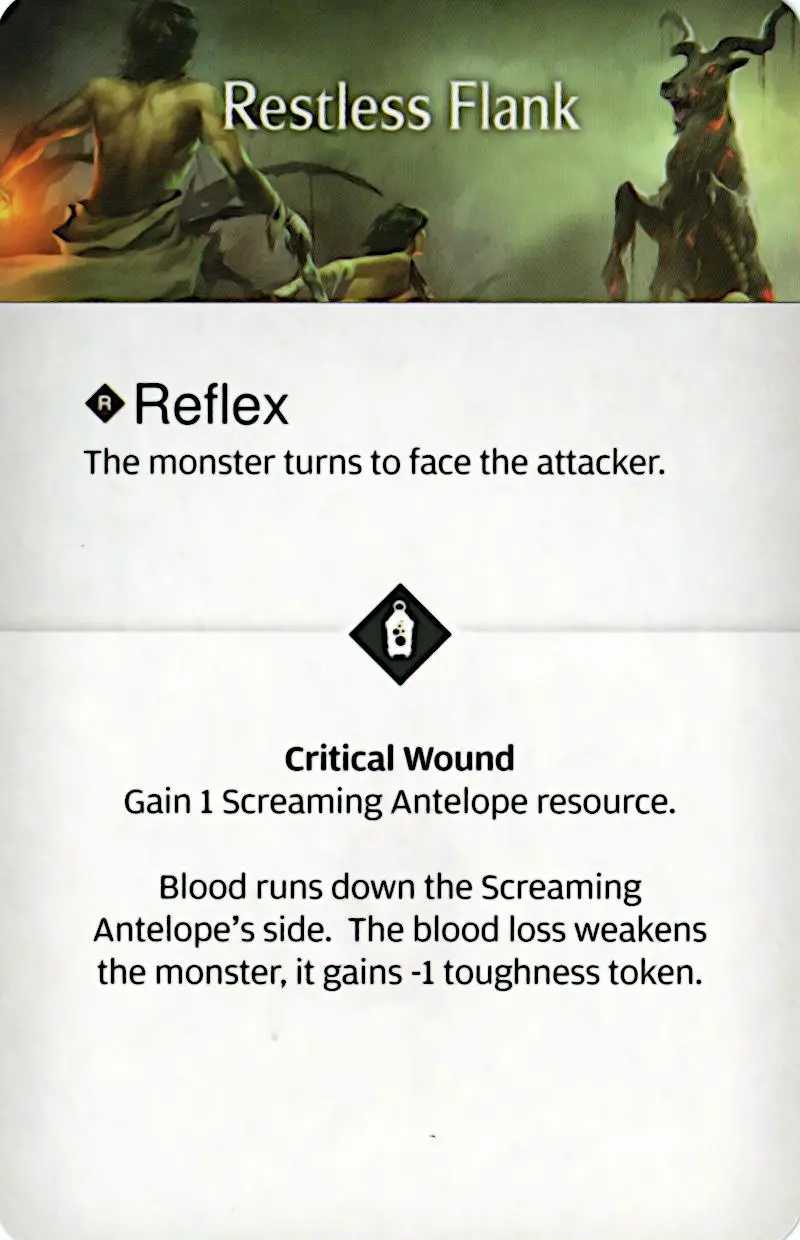 Restless Flank
R Reflex
The monster turns to face the attacker.
Critical Wound
Gain 1 Screaming Antelope resource.
Blood runs down the Screaming
Antelope's side.  The blood loss weakens
the monster, it gains -1 toughness token.